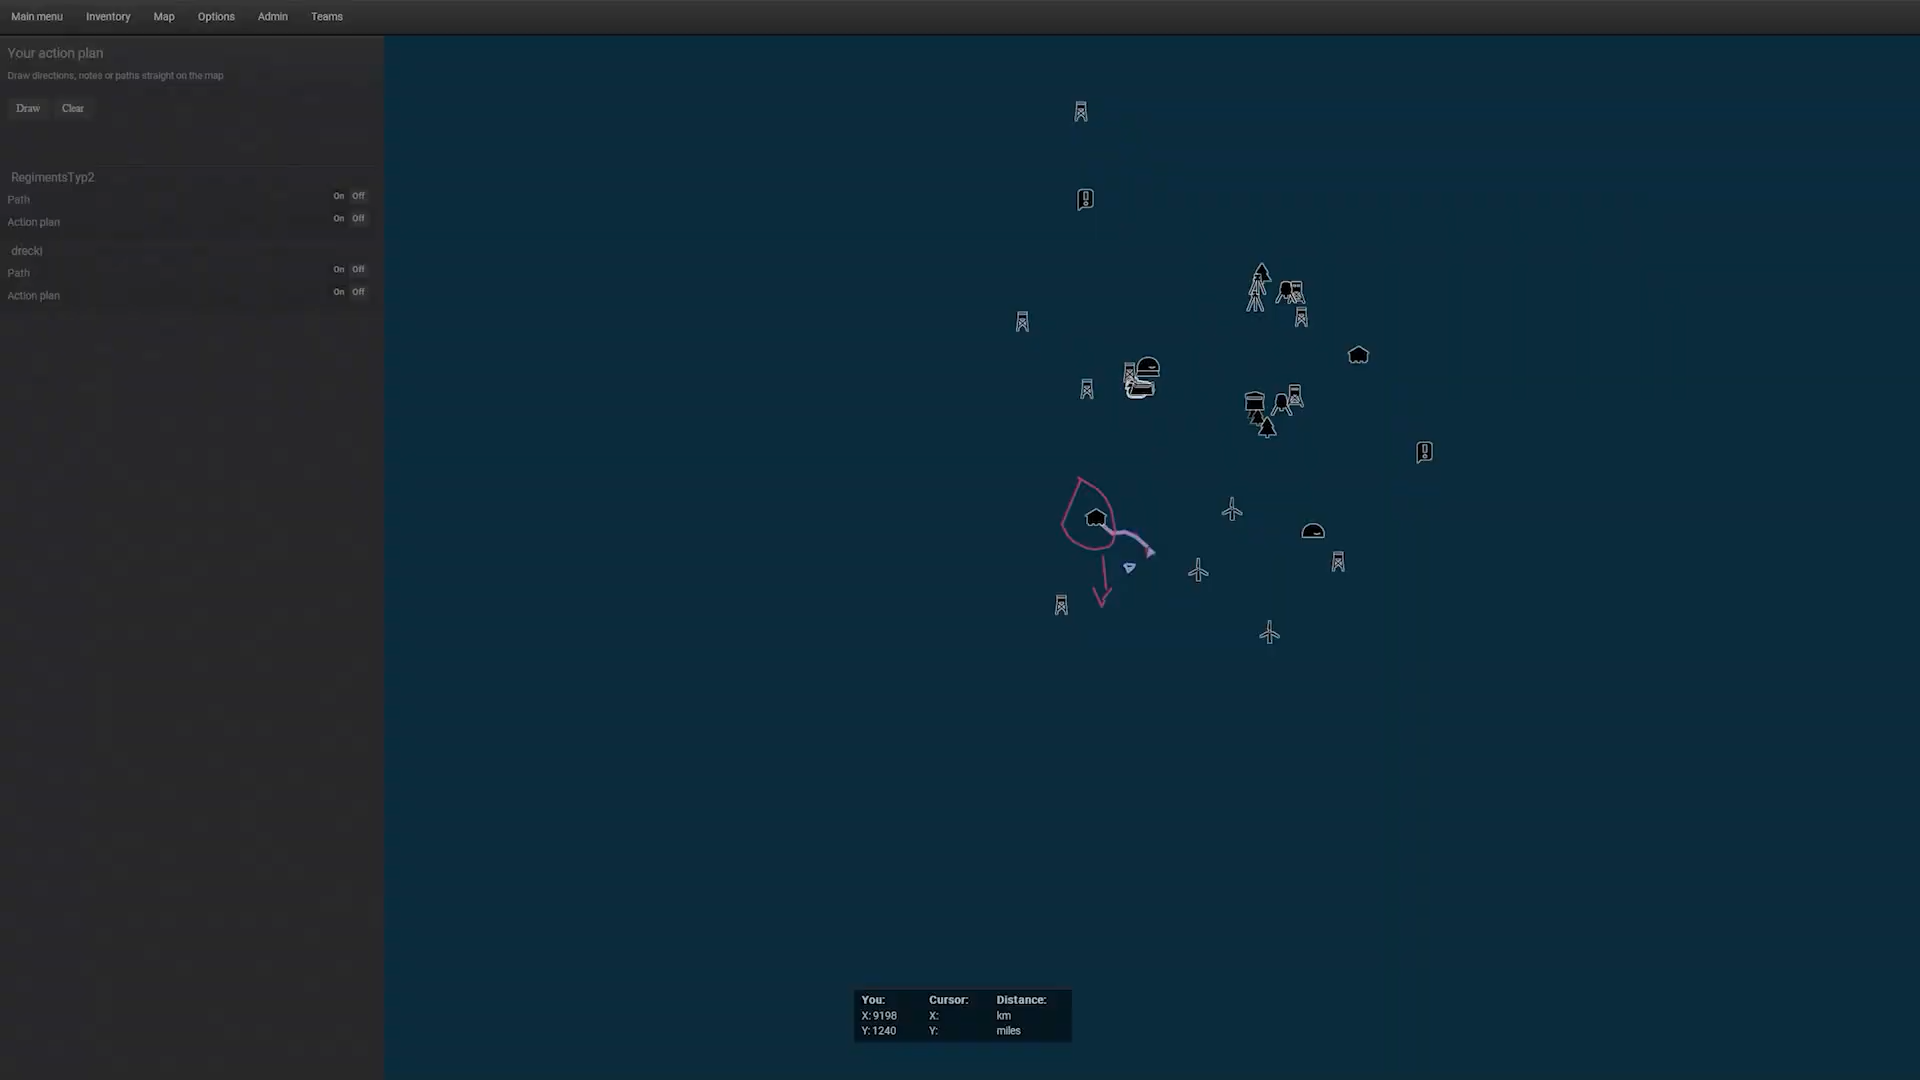 Main menu Inventory Map Options Admin Teams
Your action plan
Draw directions, notes or paths straight on the map
Draw Clear
RegimentsTyp2
Path On Off
Action plan On Off
drecki
Path On Off
Action plan On Off
You: Cursor: Distance:
X: 9198 X: km
Y: 1240 Y: miles